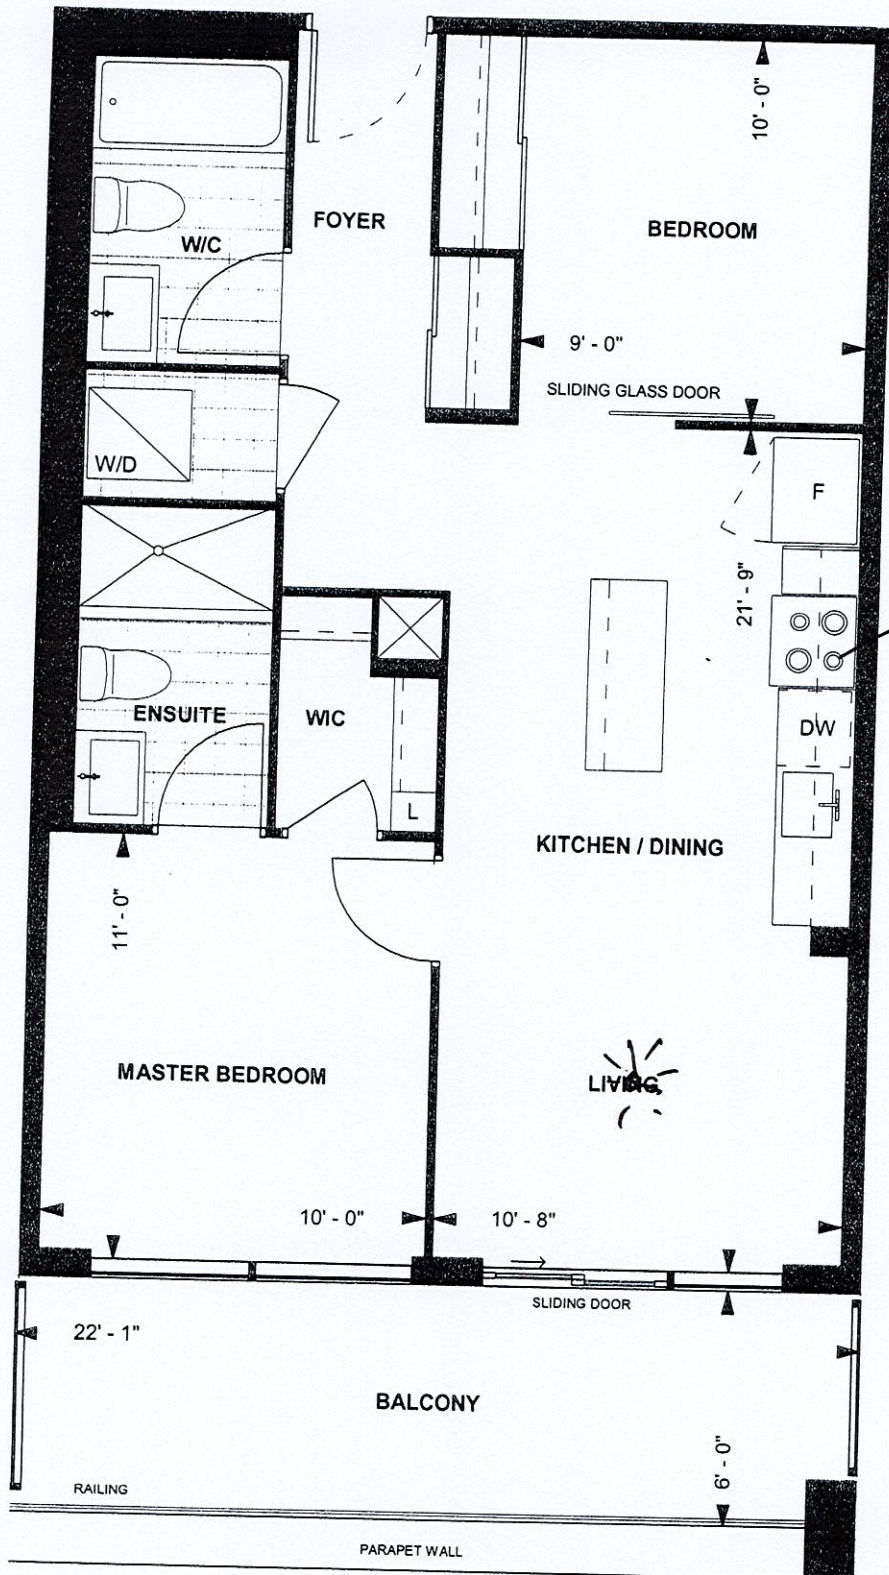 10' - 0"
FOYER
BEDROOM
W/C
9' - 0"
SLIDING GLASS DOOR
W/D
F
21' - 9"
ENSUITE
WIC
DW
L
KITCHEN / DINING
11' - 0"
MASTER BEDROOM
LIVING
10' - 0"
10' - 8"
SLIDING DOOR
22' - 1"
BALCONY
6' - 0"
RAILING
PARAPET WALL